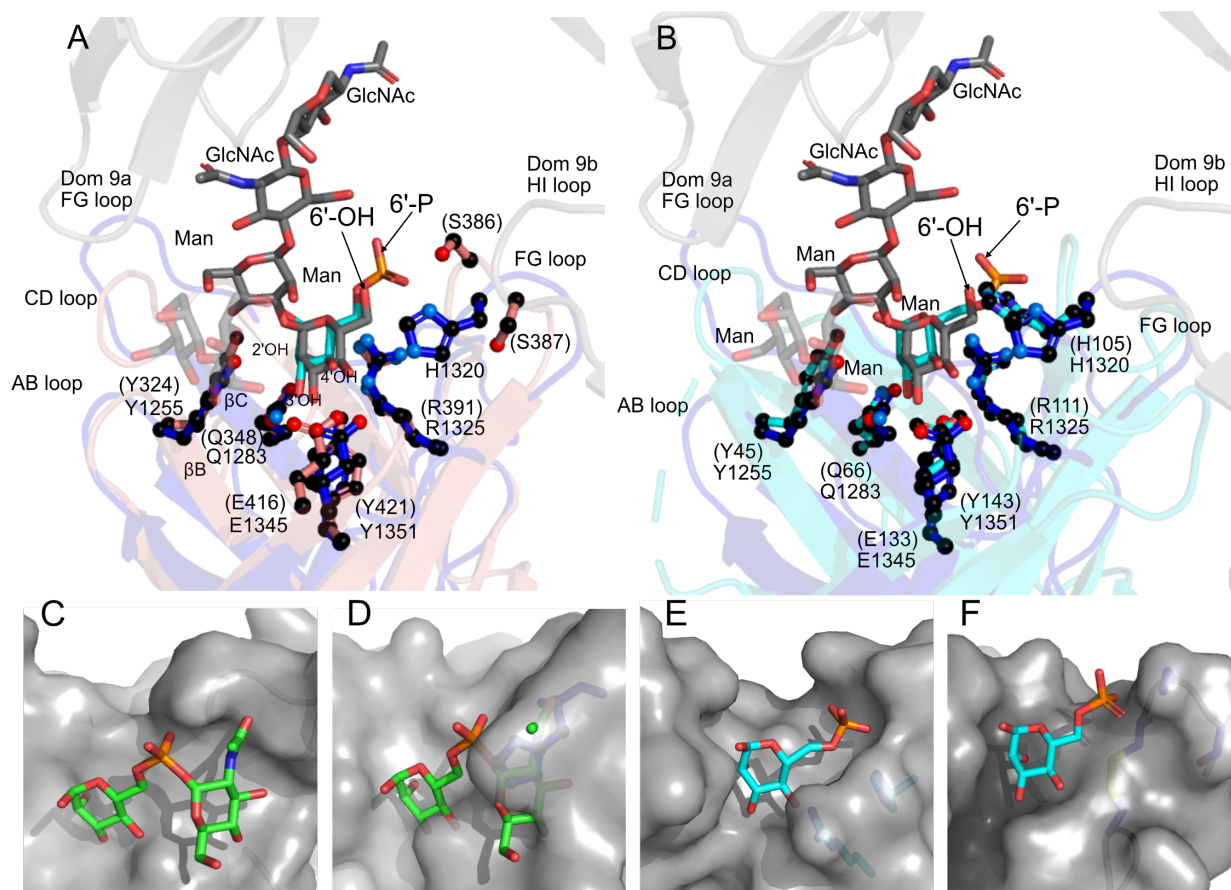 A
GlcNAc
GlcNAc
Dom 9a
FG loop
Dom 9b
HI loop
6'-OH
6'-P
(S386)
Man
Man
FG loop
CD loop
(S387)
2'OH
4'OH
H1320
AB loop
(Y324)
Y1255
βC
3'OH
(R391)
R1325
(Q348)
Q1283
βB
(E416)
E1345
(Y421)
Y1351
B
GlcNAc
GlcNAc
Dom 9a
FG loop
Dom 9b
HI loop
6'-OH
6'-P
Man
CD loop
Man
FG loop
Man
(H105)
H1320
Man
AB loop
(R111)
R1325
(Y45)
Y1255
(Q66)
Q1283
(Y143)
Y1351
(E133)
E1345
C
D
E
F